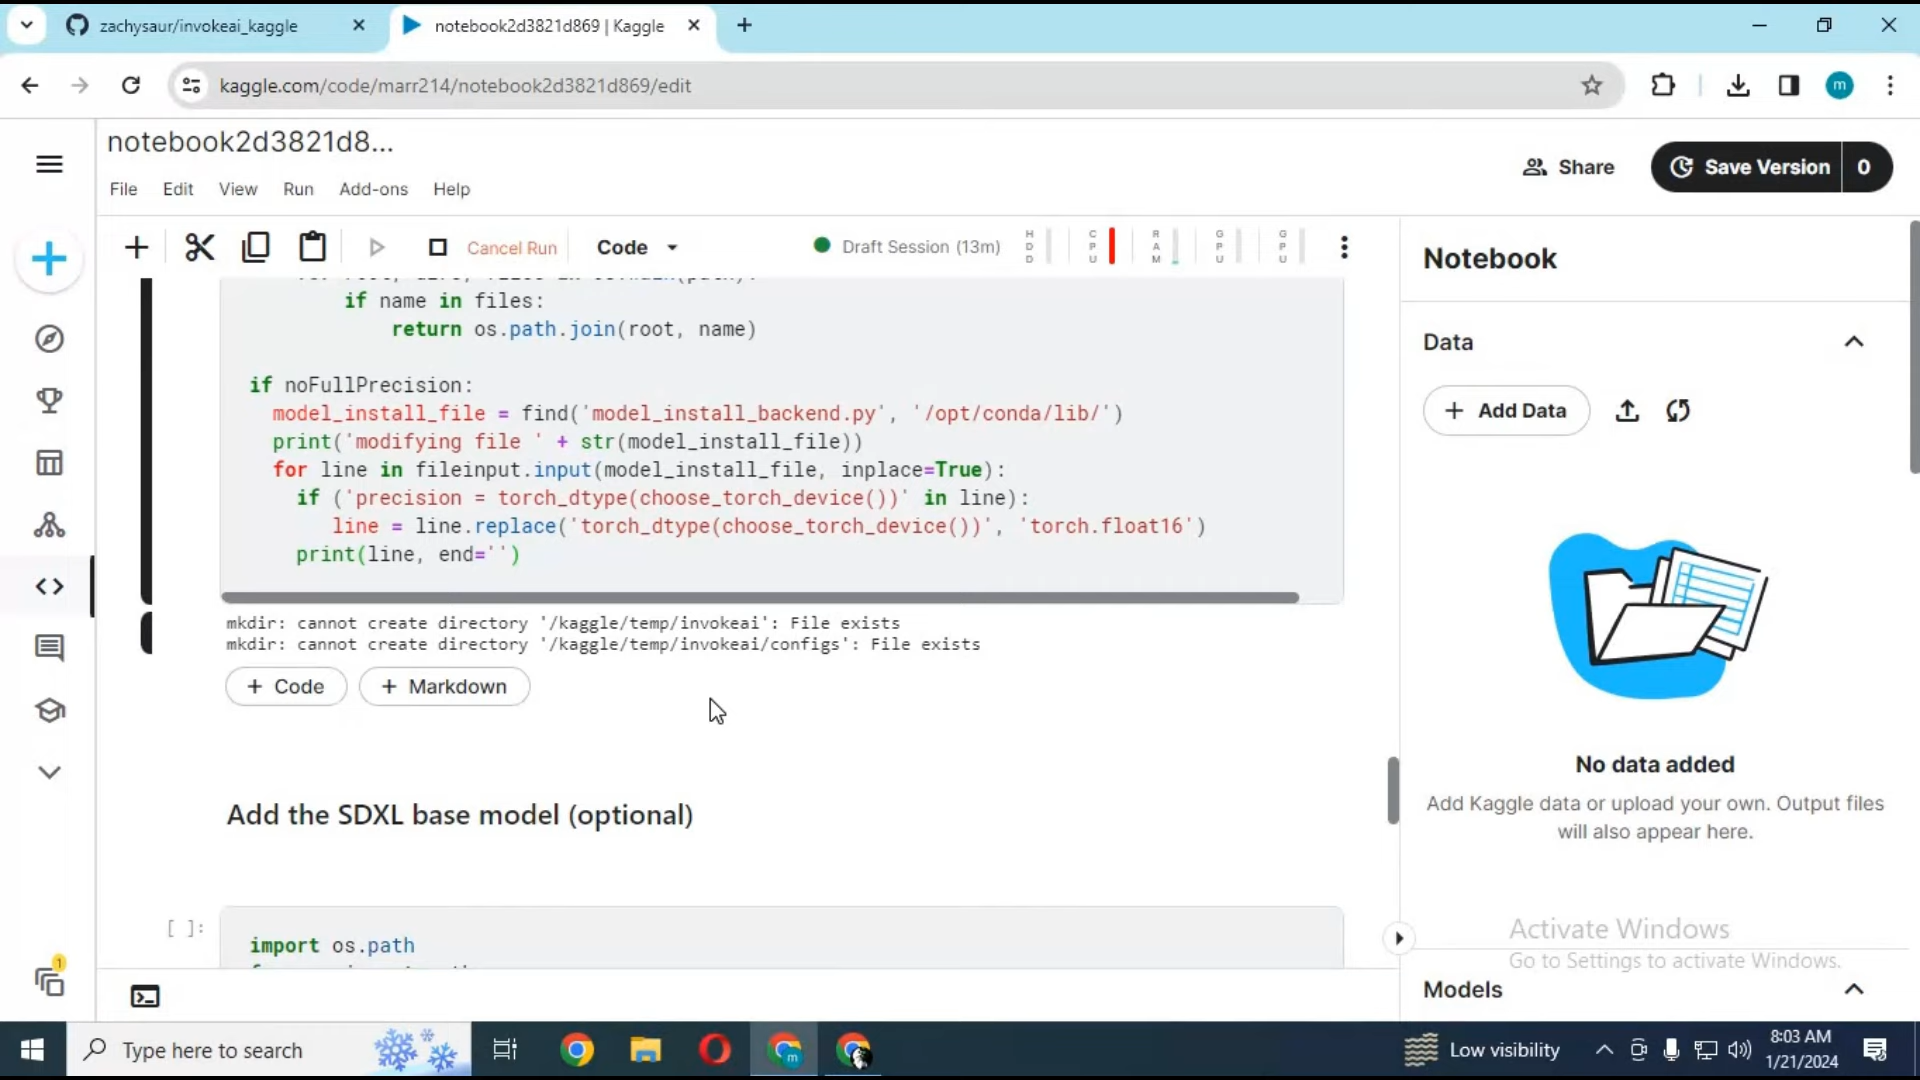 zachysaur/invokeai_kaggle
notebook2d3821d869 | Kaggle
kaggle.com/code/marr214/notebook2d3821d869/edit
m
notebook2d3821d8...
File Edit View Run Add-ons Help
Share
Save Version 0
Cancel Run
Code
Draft Session (13m)
HDD
CPU
RAM
GPU
GPU
if name in files:
return os.path.join(root, name)
if noFullPrecision:
model_install_file = find('model_install_backend.py', '/opt/conda/lib/')
print('modifying file ' + str(model_install_file))
for line in fileinput.input(model_install_file, inplace=True):
if ('precision = torch_dtype(choose_torch_device())' in line):
line = line.replace('torch_dtype(choose_torch_device())', 'torch.float16')
print(line, end='')
mkdir: cannot create directory '/kaggle/temp/invokeai': File exists
mkdir: cannot create directory '/kaggle/temp/invokeai/configs': File exists
+ Code + Markdown
Add the SDXL base model (optional)
[ ]:
import os.path
Notebook
Data
+ Add Data
No data added
Add Kaggle data or upload your own. Output files
will also appear here.
Activate Windows
Go to Settings to activate Windows.
Models
1
Type here to search
m
Low visibility
8:03 AM
1/21/2024